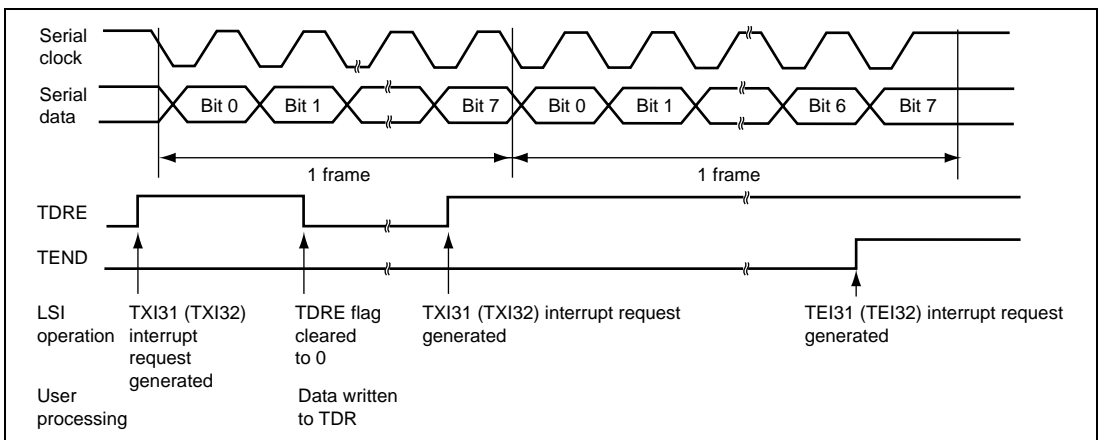 Serial
clock
Serial
data
Bit 0 Bit 1 Bit 7 Bit 0 Bit 1 Bit 6 Bit 7
1 frame 1 frame
TDRE
TEND
LSI
operation
TXI31 (TXI32)
interrupt
request
generated
TDRE flag
cleared
to 0
TXI31 (TXI32) interrupt request
generated
TEI31 (TEI32) interrupt request
generated
User
processing
Data written
to TDR